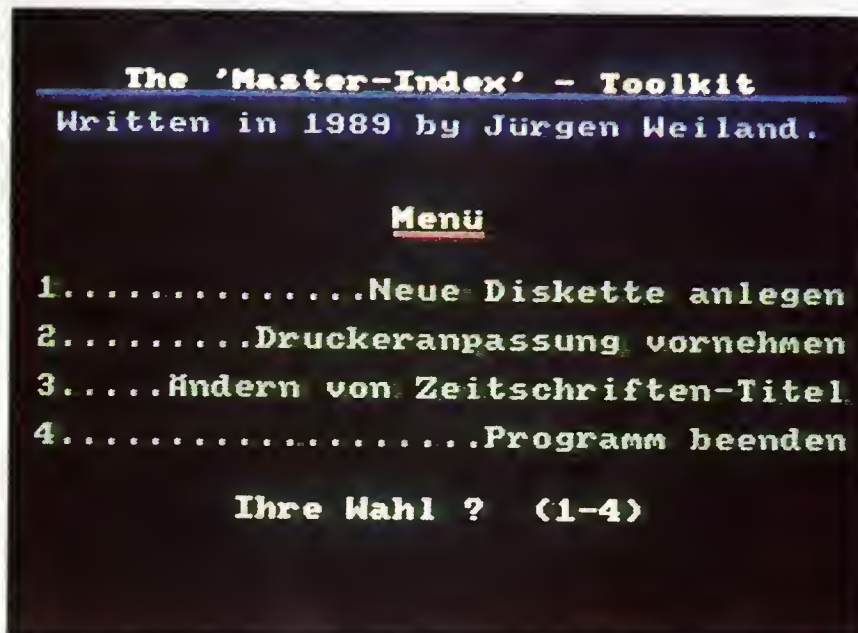 The 'Master-Index' - Toolkit
Written in 1989 by Jürgen Weiland.
Menü
1...............Neue Diskette anlegen
2.........Druckeranpassung vornehmen
3.....Ändern von Zeitschriften-Titel
4....................Programm beenden
Ihre Wahl ? (1-4)